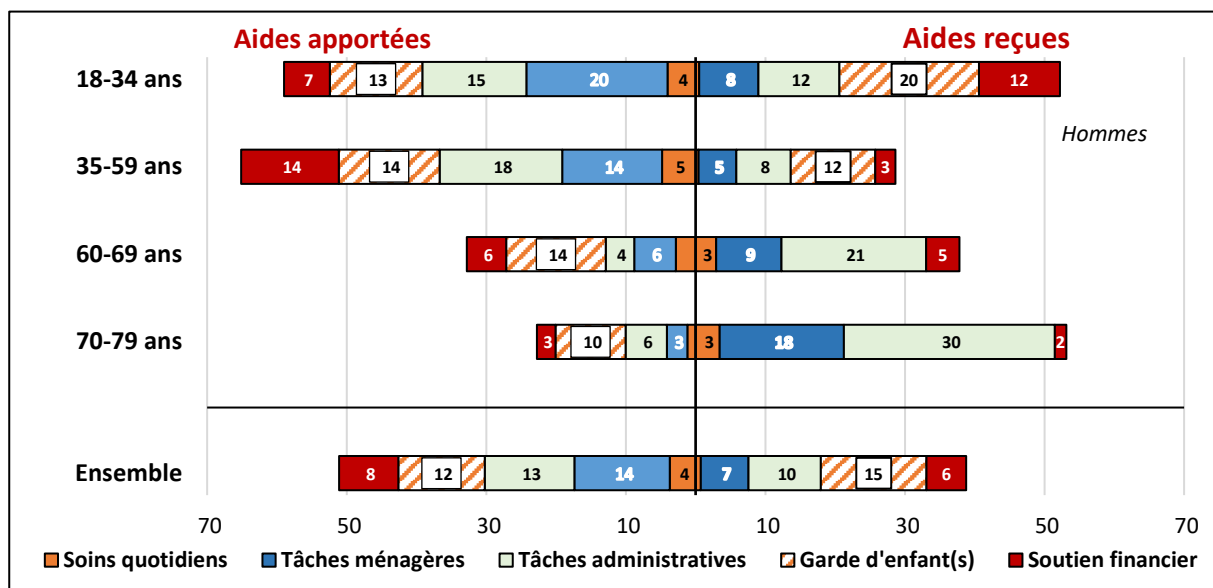 Aides apportées Aides reçues
18-34 ans 7 13 15 20 4 8 12 20 12
Hommes
35-59 ans 14 14 18 14 5 5 8 12 3
60-69 ans 6 14 4 6 3 9 21 5
70-79 ans 3 10 6 3 3 18 30 2
Ensemble 8 12 13 14 4 7 10 15 6
70 50 30 10 10 30 50 70
Soins quotidiens Tâches ménagères Tâches administratives Garde d'enfant(s) Soutien financier